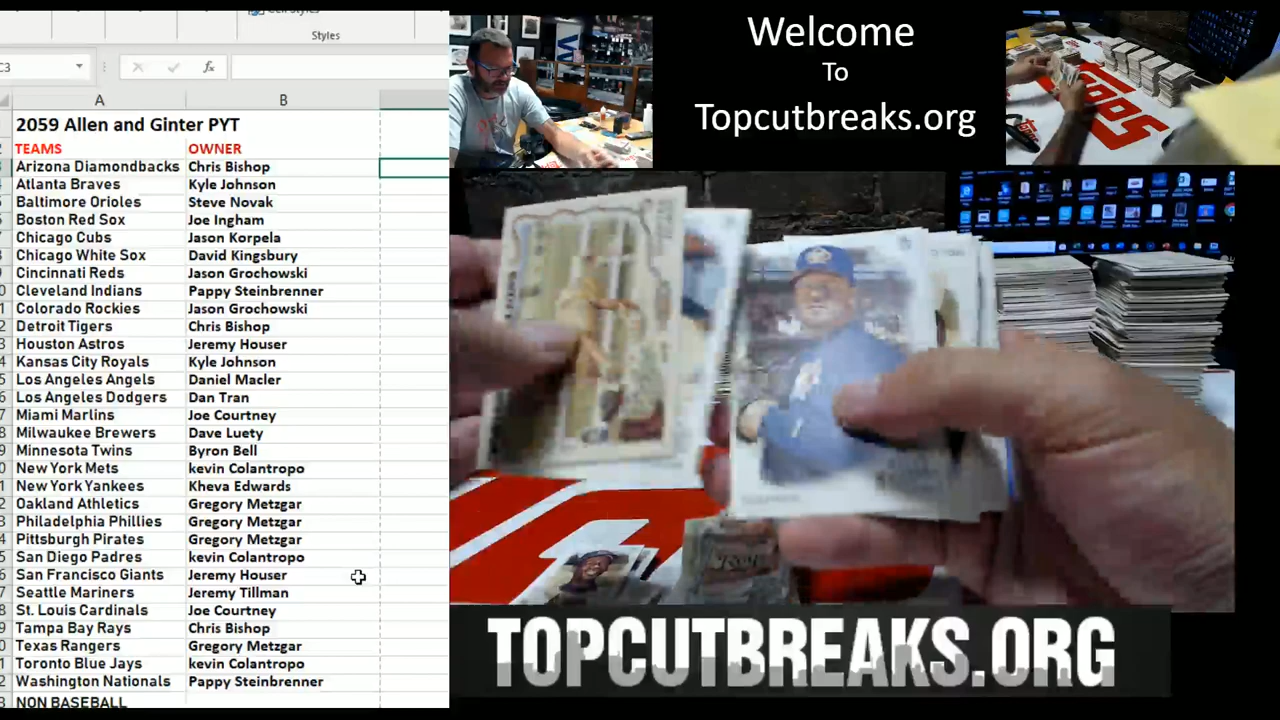 Styles
C3
fx
A B
2059 Allen and Ginter PYT
TEAMS OWNER
Arizona Diamondbacks Chris Bishop
Atlanta Braves Kyle Johnson
Baltimore Orioles Steve Novak
Boston Red Sox Joe Ingham
Chicago Cubs Jason Korpela
Chicago White Sox David Kingsbury
Cincinnati Reds Jason Grochowski
Cleveland Indians Pappy Steinbrenner
Colorado Rockies Jason Grochowski
Detroit Tigers Chris Bishop
Houston Astros Jeremy Houser
Kansas City Royals Kyle Johnson
Los Angeles Angels Daniel Macler
Los Angeles Dodgers Dan Tran
Miami Marlins Joe Courtney
Milwaukee Brewers Dave Luety
Minnesota Twins Byron Bell
New York Mets kevin Colantropo
New York Yankees Kheva Edwards
Oakland Athletics Gregory Metzgar
Philadelphia Phillies Gregory Metzgar
Pittsburgh Pirates Gregory Metzgar
San Diego Padres kevin Colantropo
San Francisco Giants Jeremy Houser
Seattle Mariners Jeremy Tillman
St. Louis Cardinals Joe Courtney
Tampa Bay Rays Chris Bishop
Texas Rangers Gregory Metzgar
Toronto Blue Jays kevin Colantropo
Washington Nationals Pappy Steinbrenner
NON BASEBALL
Welcome
To
Topcutbreaks.org
TOPCUTBREAKS.ORG